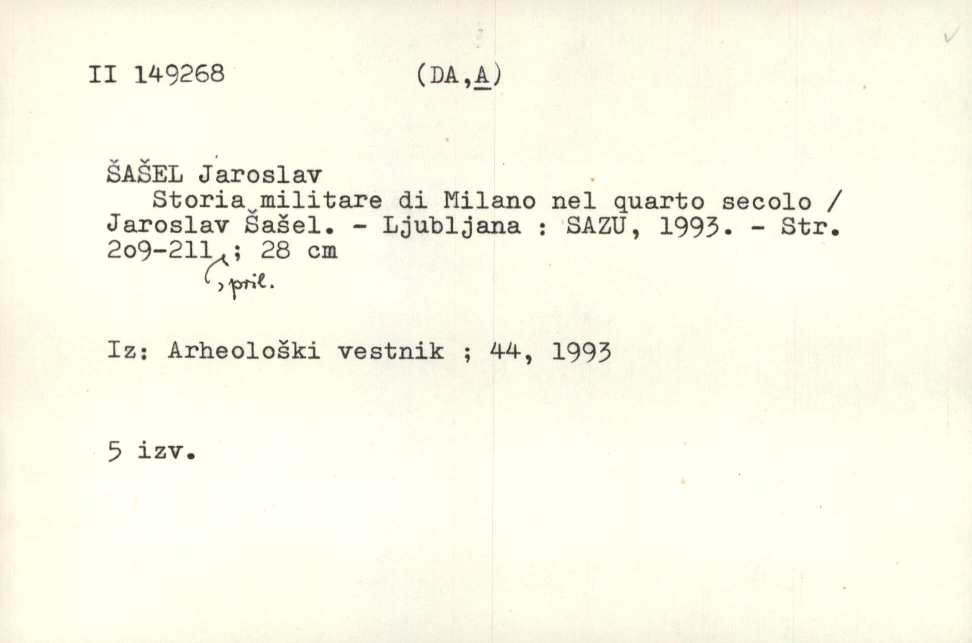 II 149268 (DA,A)
ŠAŠEL Jaroslav
Storia militare di Milano nel quarto secolo /
Jaroslav Šašel. - Ljubljana : SAZU, 1993. - Str.
2o9-211 ; 28 cm
, pril.
Iz: Arheološki vestnik ; 44, 1993
5 izv.